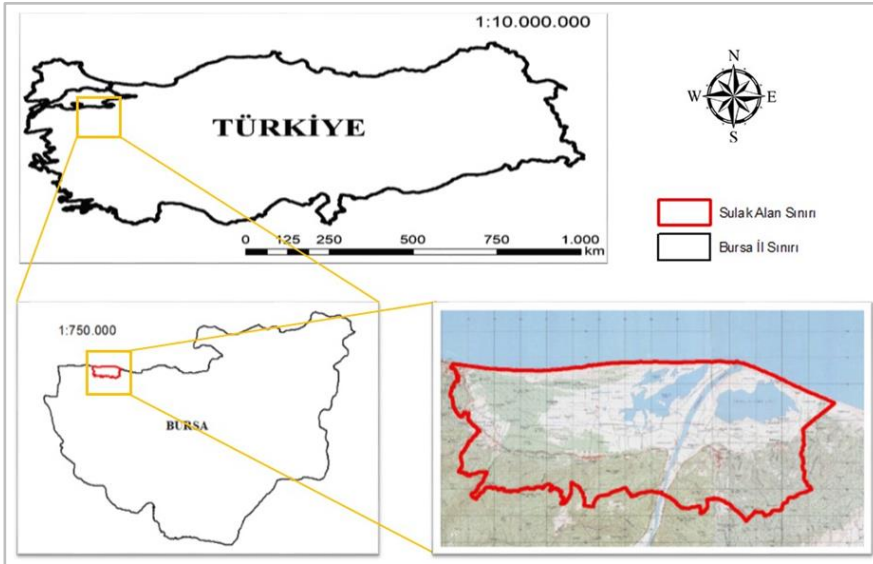 1:10.000.000
N
W E
S
TÜRKİYE
0 125 250 500 750 1.000
km
Sulak Alan Sınırı
Bursa İl Sınırı
1:750.000
BURSA